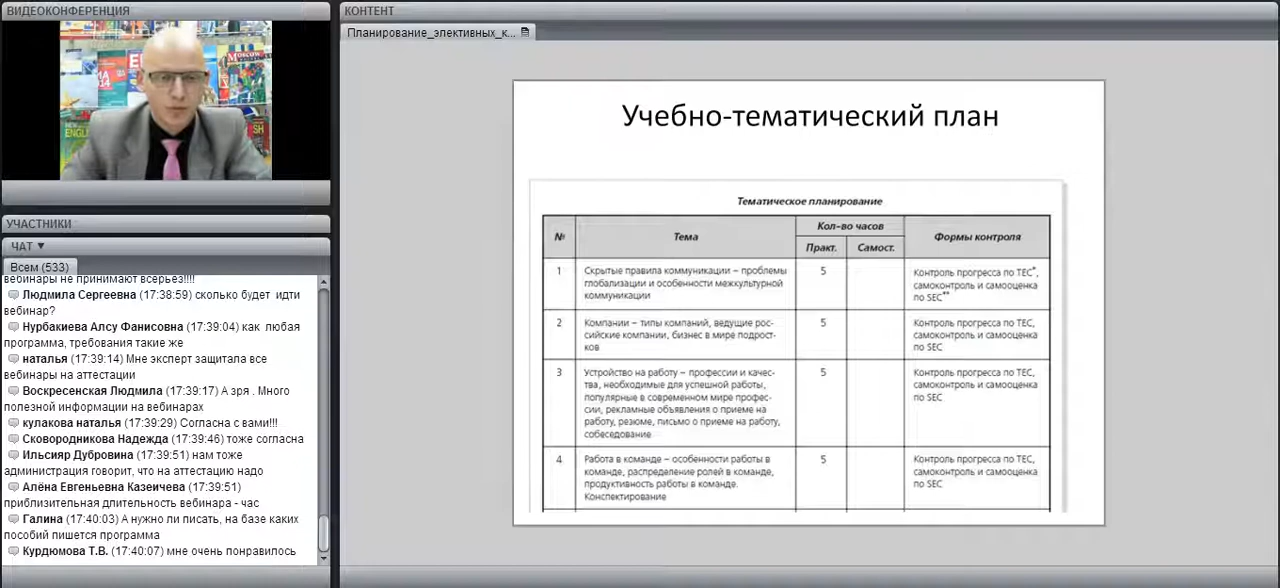 ВИДЕОКОНФЕРЕНЦИЯ
MOSCOW
ENGL
SH
УЧАСТНИКИ
ЧАТ ▼
Всем (533)
вебинары не принимают всерьез!!!!
Людмила Сергеевна (17:38:59) сколько будет идти
вебинар?
Нурбакиева Алсу Фанисовна (17:39:04) как любая
программа, требования такие же
наталья (17:39:14) Мне эксперт защитала все
вебинары на аттестации
Воскресенская Людмила (17:39:17) А зря . Много
полезной информации на вебинарах
кулакова наталья (17:39:29) Согласна с вами!!!
Сковородникова Надежда (17:39:46) тоже согласна
Ильсияр Дубровина (17:39:51) нам тоже
администрация говорит, что на аттестацию надо
Алёна Евгеньевна Казеичева (17:39:51)
приблизительная длительность вебинара - час
Галина (17:40:03) А нужно ли писать, на базе каких
пособий пишется программа
Курдюмова Т.В. (17:40:07) мне очень понравилось
КОНТЕНТ
Планирование_элективных_к...
Учебно-тематический план
Тематическое планирование
№
Тема
Кол-во часов
Практ.
Самост.
Формы контроля
1
Скрытые правила коммуникации – проблемы
глобализации и особенности межкультурной
коммуникации
5
Контроль прогресса по TEC*,
самоконтроль и самооценка
по SEC**
2
Компании – типы компаний, ведущие рос-
сийские компании, бизнес в мире подрост-
ков
5
Контроль прогресса по TEC,
самоконтроль и самооценка
по SEC
3
Устройство на работу – профессии и качес-
тва, необходимые для успешной работы,
популярные в современном мире профес-
сии, рекламные объявления о приеме на
работу, резюме, письмо о приеме на работу,
собеседование
5
Контроль прогресса по TEC,
самоконтроль и самооценка
по SEC
4
Работа в команде – особенности работы в
команде, распределение ролей в команде,
продуктивность работы в команде.
Конспектирование
5
Контроль прогресса по TEC,
самоконтроль и самооценка
по SEC